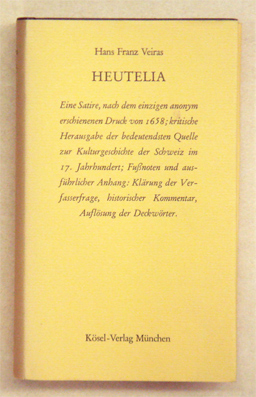 Hans Franz Veiras
HEUTELIA
Eine Satire, nach dem einzigen anonym
erschienenen Druck von 1658; kritische
Herausgabe der bedeutendsten Quelle
zur Kulturgeschichte der Schweiz im
17. Jahrhundert; Fußnoten und aus-
führlicher Anhang: Klärung der Ver-
fasserfrage, historischer Kommentar,
Auflösung der Deckwörter.
Kösel-Verlag München